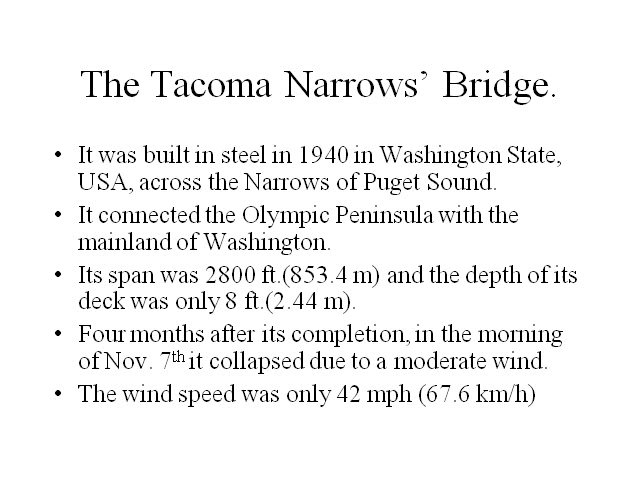 The Tacoma Narrows’ Bridge.
• It was built in steel in 1940 in Washington State,
USA, across the Narrows of Puget Sound.
• It connected the Olympic Peninsula with the
mainland of Washington.
• Its span was 2800 ft.(853.4 m) and the depth of its
deck was only 8 ft.(2.44 m).
• Four months after its completion, in the morning
of Nov. 7th it collapsed due to a moderate wind.
• The wind speed was only 42 mph (67.6 km/h)